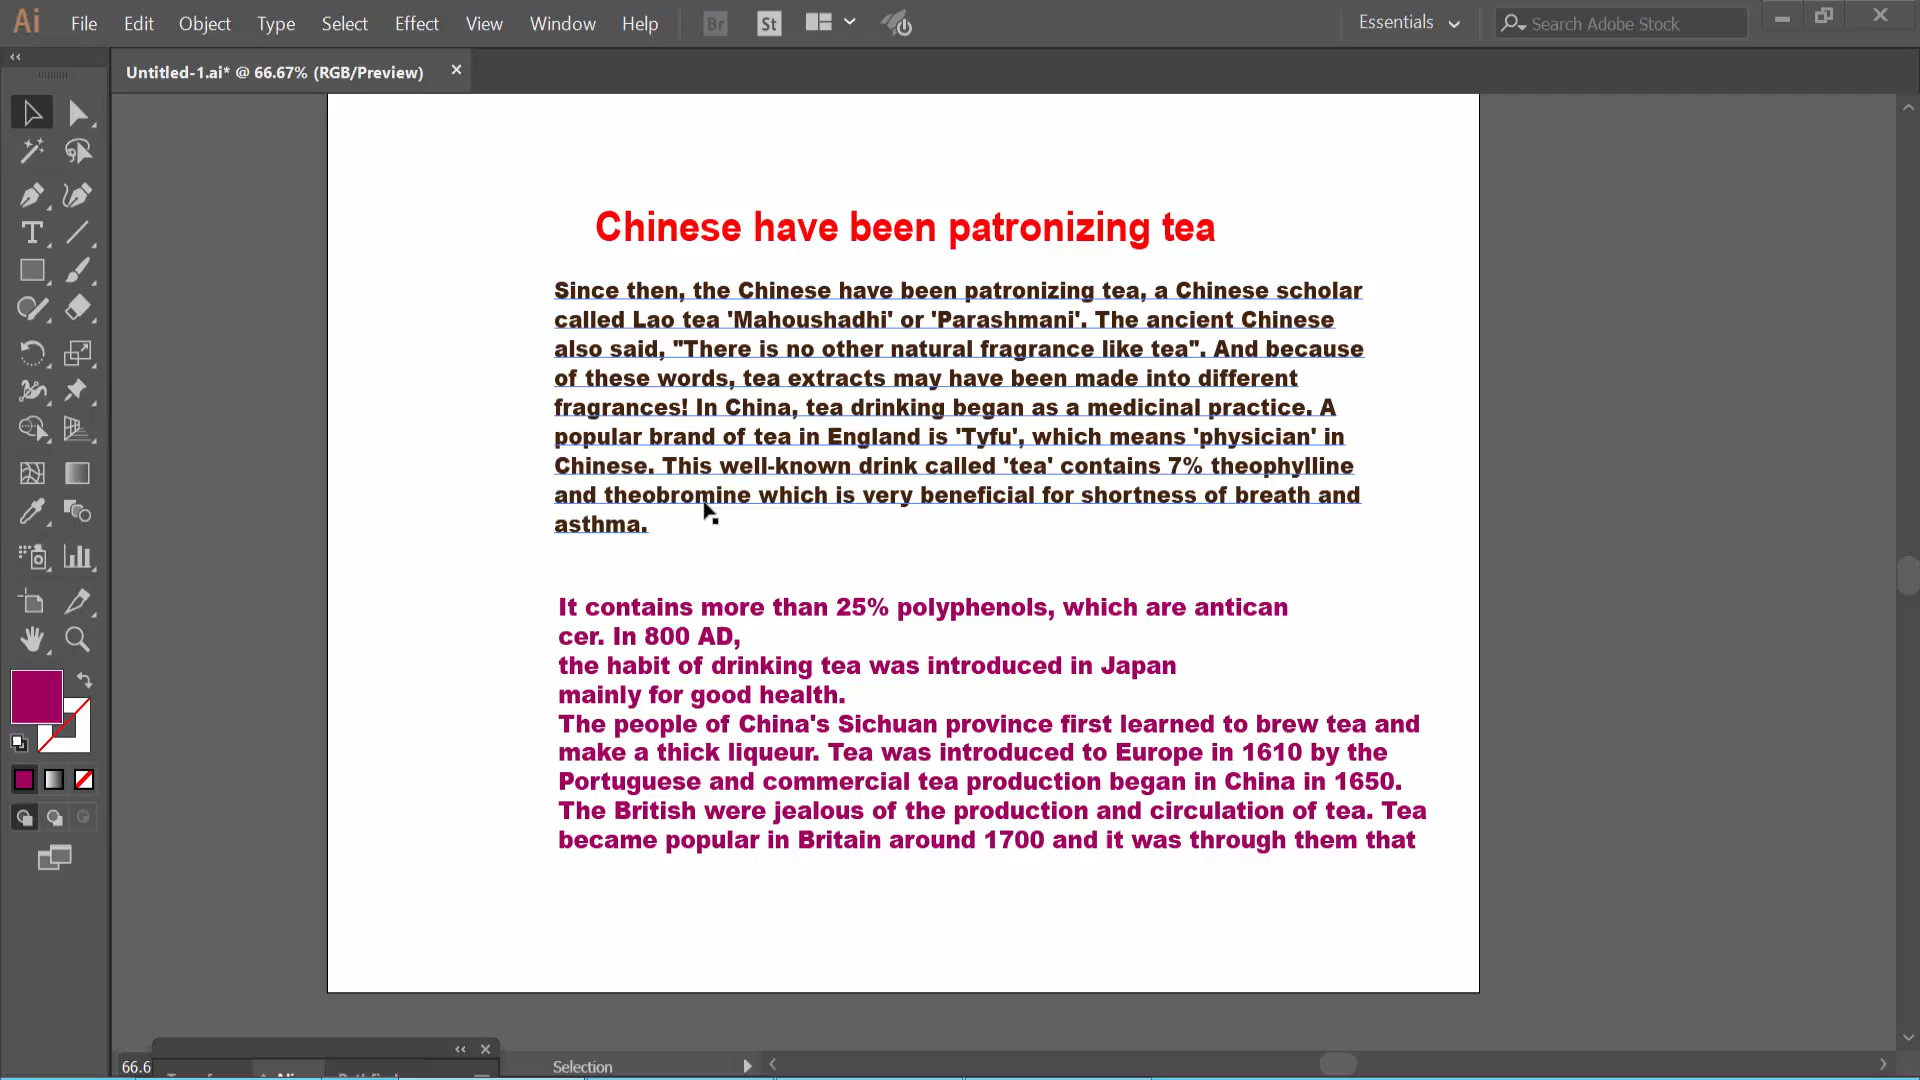 Ai File Edit Object Type Select Effect View Window Help Br St Essentials Search Adobe Stock
Untitled-1.ai* @ 66.67% (RGB/Preview)
Chinese have been patronizing tea
Since then, the Chinese have been patronizing tea, a Chinese scholar
called Lao tea 'Mahoushadhi' or 'Parashmani'. The ancient Chinese
also said, "There is no other natural fragrance like tea". And because
of these words, tea extracts may have been made into different
fragrances! In China, tea drinking began as a medicinal practice. A
popular brand of tea in England is 'Tyfu', which means 'physician' in
Chinese. This well-known drink called 'tea' contains 7% theophylline
and theobromine which is very beneficial for shortness of breath and
asthma.
It contains more than 25% polyphenols, which are antican
cer. In 800 AD,
the habit of drinking tea was introduced in Japan
mainly for good health.
The people of China's Sichuan province first learned to brew tea and
make a thick liqueur. Tea was introduced to Europe in 1610 by the
Portuguese and commercial tea production began in China in 1650.
The British were jealous of the production and circulation of tea. Tea
became popular in Britain around 1700 and it was through them that
66.6 Selection